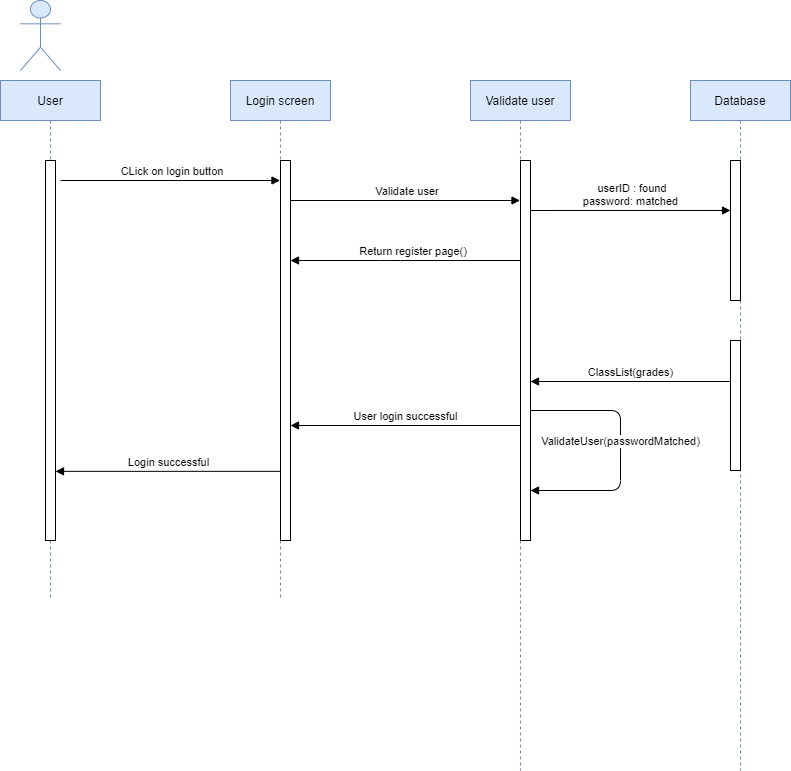 User
Login screen
Validate user
Database
CLick on login button
Validate user
userID : found
password: matched
Return register page()
ClassList(grades)
User login successful
ValidateUser(passwordMatched)
Login successful